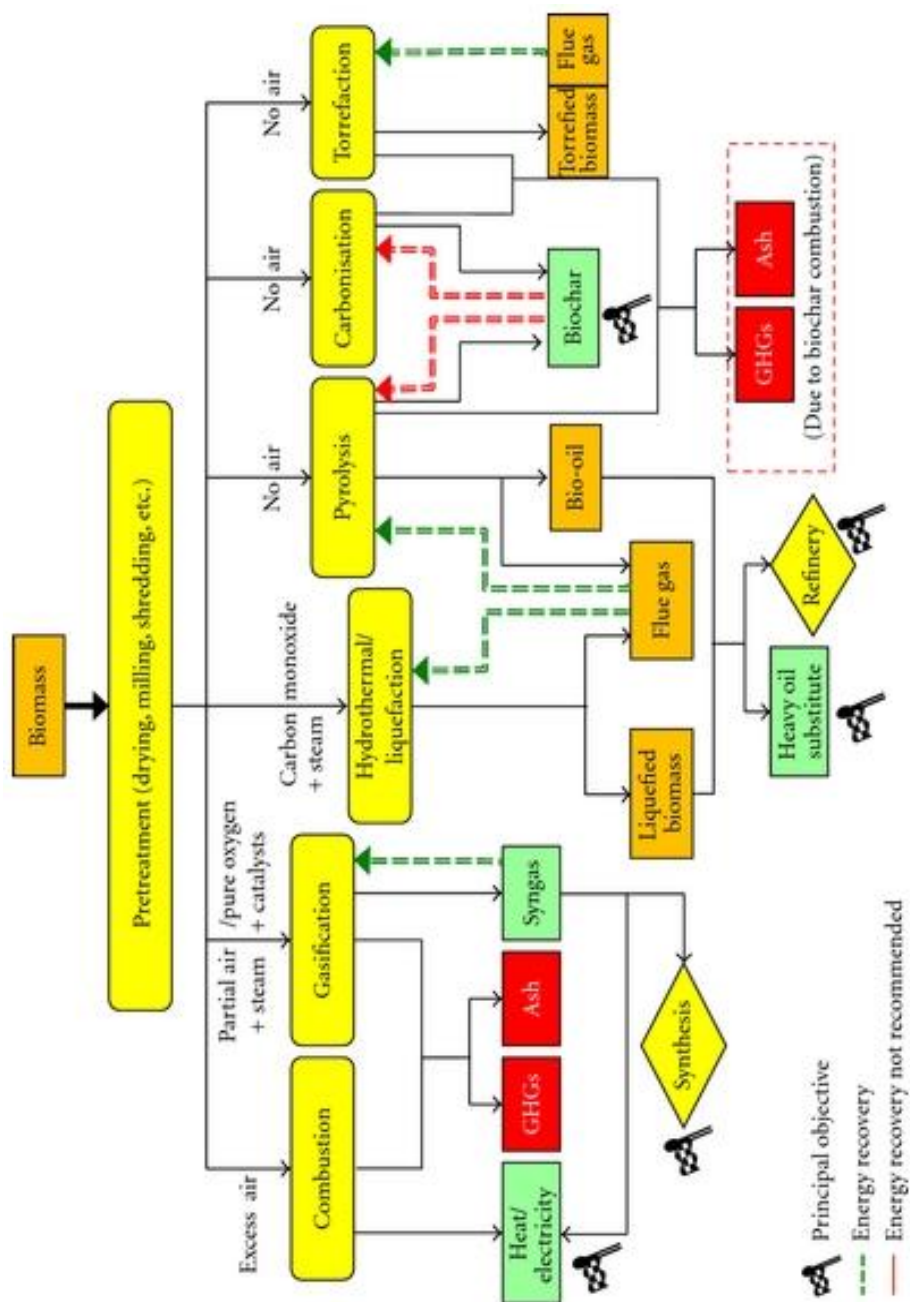 Biomass
Pretreatment (drying, milling, shredding, etc.)
Excess air
Partial air
+ steam
/pure oxygen
+ catalysts
Carbon monoxide
+ steam
No air
No air
No air
Combustion
Gasification
Hydrothermal/
liquefaction
Pyrolysis
Carbonisation
Torrefaction
Heat/
electricity
GHGs
Ash
Syngas
Liquefied
biomass
Flue gas
Bio-oil
Biochar
Torrefied
biomass
Flue
gas
Synthesis
Heavy oil
substitute
Refinery
GHGs
Ash
(Due to biochar combustion)
Principal objective
Energy recovery
Energy recovery not recommended